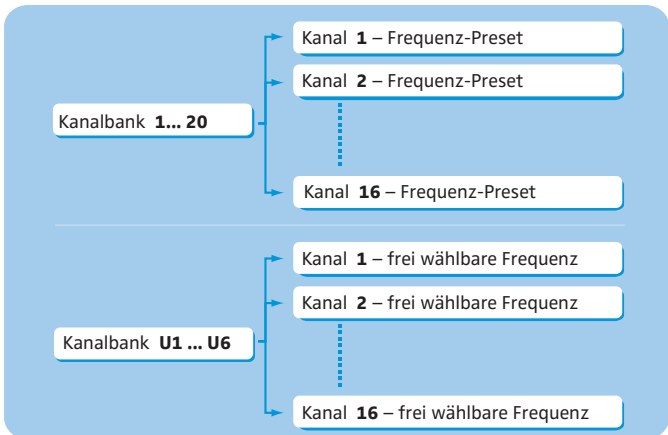 Kanal 1 – Frequenz-Preset
Kanal 2 – Frequenz-Preset
Kanalbank 1... 20
Kanal 16 – Frequenz-Preset
Kanal 1 – frei wählbare Frequenz
Kanal 2 – frei wählbare Frequenz
Kanalbank U1 ... U6
Kanal 16 – frei wählbare Frequenz